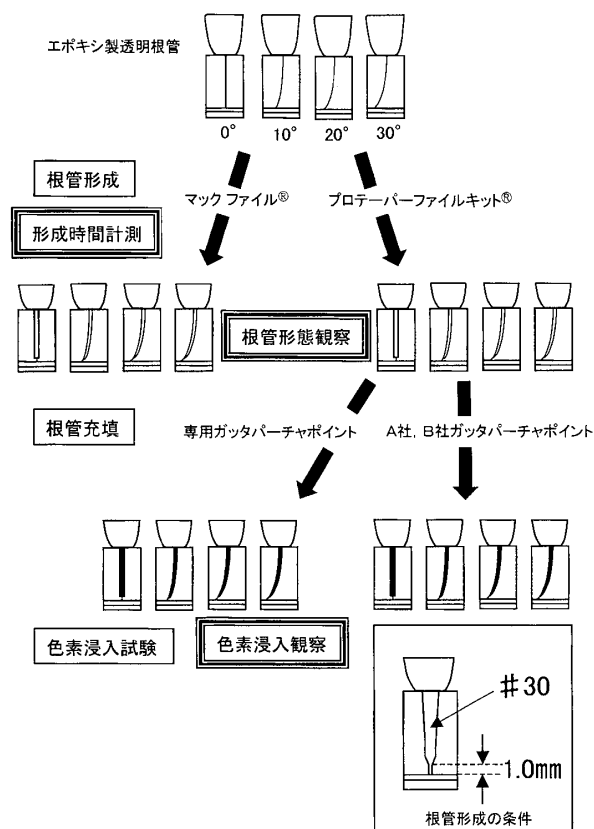 エポキシ製透明根管
0° 10° 20° 30°
根管形成
マック ファイル® プロテーパーファイルキット®
形成時間計測
根管形態観察
根管充填
専用ガッタパーチャポイント A社, B社ガッタパーチャポイント
色素浸入試験
色素浸入観察
#30
1.0mm
根管形成の条件